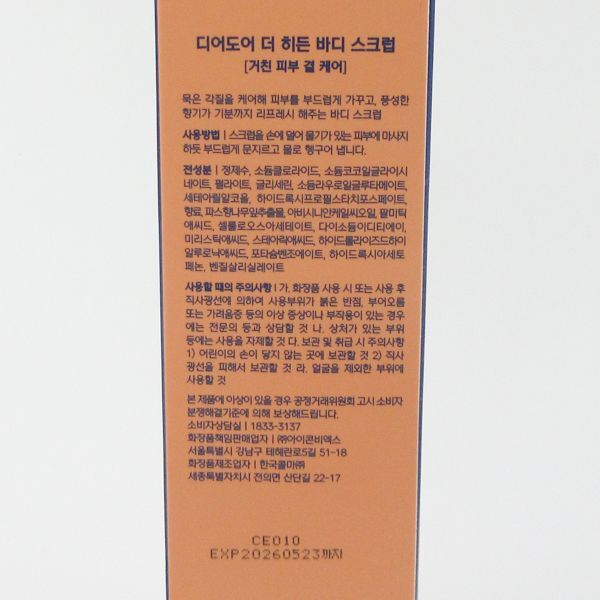 디어도어 더 히든 바디 스크럽
[거친 피부 결 케어]
묵은 각질을 케어해 피부를 부드럽게 가꾸고, 풍성한
향기가 기분까지 리프레시 해주는 바디 스크럽
사용방법 | 스크럽을 손에 덜어 물기가 있는 피부에 마사지
하듯 부드럽게 문지르고 물로 헹구어 냅니다.
전성분 | 정제수, 소듐클로라이드, 소듐코코일글라이시
네이트, 펄라이트, 글리세린, 소듐라우로일글루타메이트,
세테아릴알코올, 하이드록시프로필스타치포스페이트,
향료, 파스향나무잎추출물, 아비시니안케일씨오일, 팔미틱
애씨드, 셀룰로오스아세테이트, 다이소듐이디티에이,
미리스틱애씨드, 스테아릭애씨드, 하이드롤라이즈드하이
알루로닉애씨드, 포타슘벤조에이트, 하이드록시아세토
페논, 벤질살리실레이트
사용할 때의 주의사항 | 가. 화장품 사용 시 또는 사용 후
직사광선에 의하여 사용부위가 붉은 반점, 부어오름
또는 가려움증 등의 이상 증상이나 부작용이 있는 경우
에는 전문의 등과 상담할 것 나. 상처가 있는 부위
등에는 사용을 자제할 것 다. 보관 및 취급 시 주의사항
1) 어린이의 손이 닿지 않는 곳에 보관할 것 2) 직사
광선을 피해서 보관할 것 라. 얼굴을 제외한 부위에
사용할 것
본 제품에 이상이 있을 경우 공정거래위원회 고시 소비자
분쟁해결기준에 의해 보상해드립니다.
소비자상담실 | 1833-3137
화장품책임판매업자 | ㈜아이콘비엑스
서울특별시 강남구 테헤란로5길 51-18
화장품제조업자 | 한국콜마㈜
세종특별자치시 전의면 산단길 22-17
CE010
EXP20260523까지